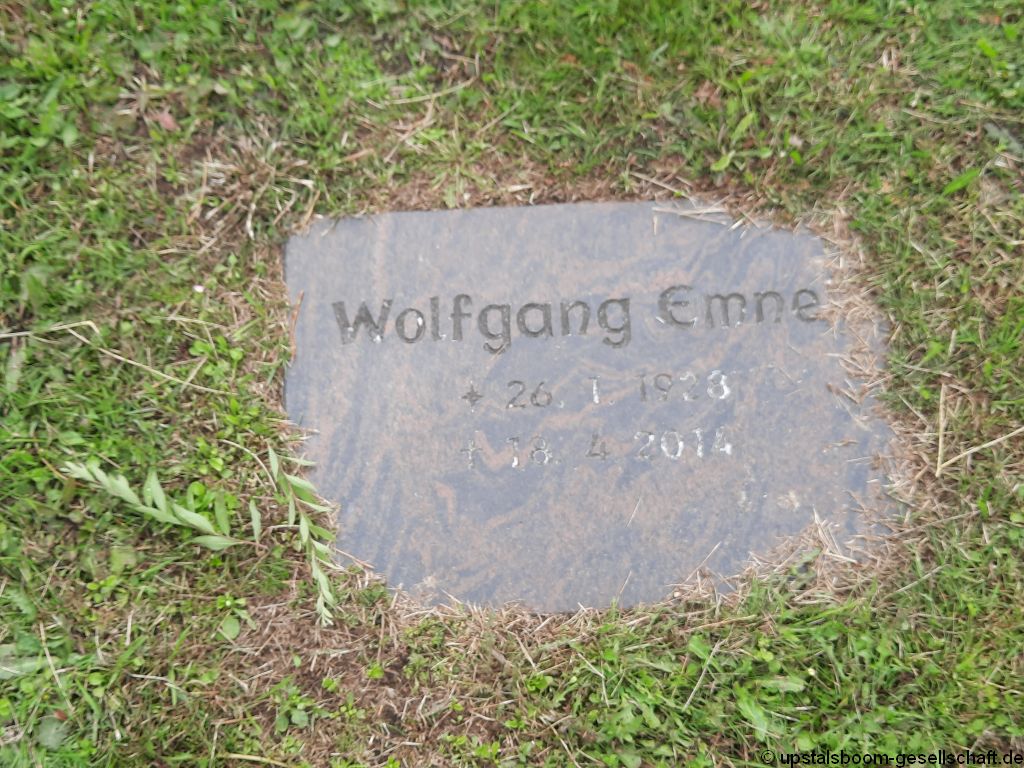 Wolfgang Emne
* 26. 1. 1928
† 18. 4. 2014
© upstalsboom-gesellschaft.de